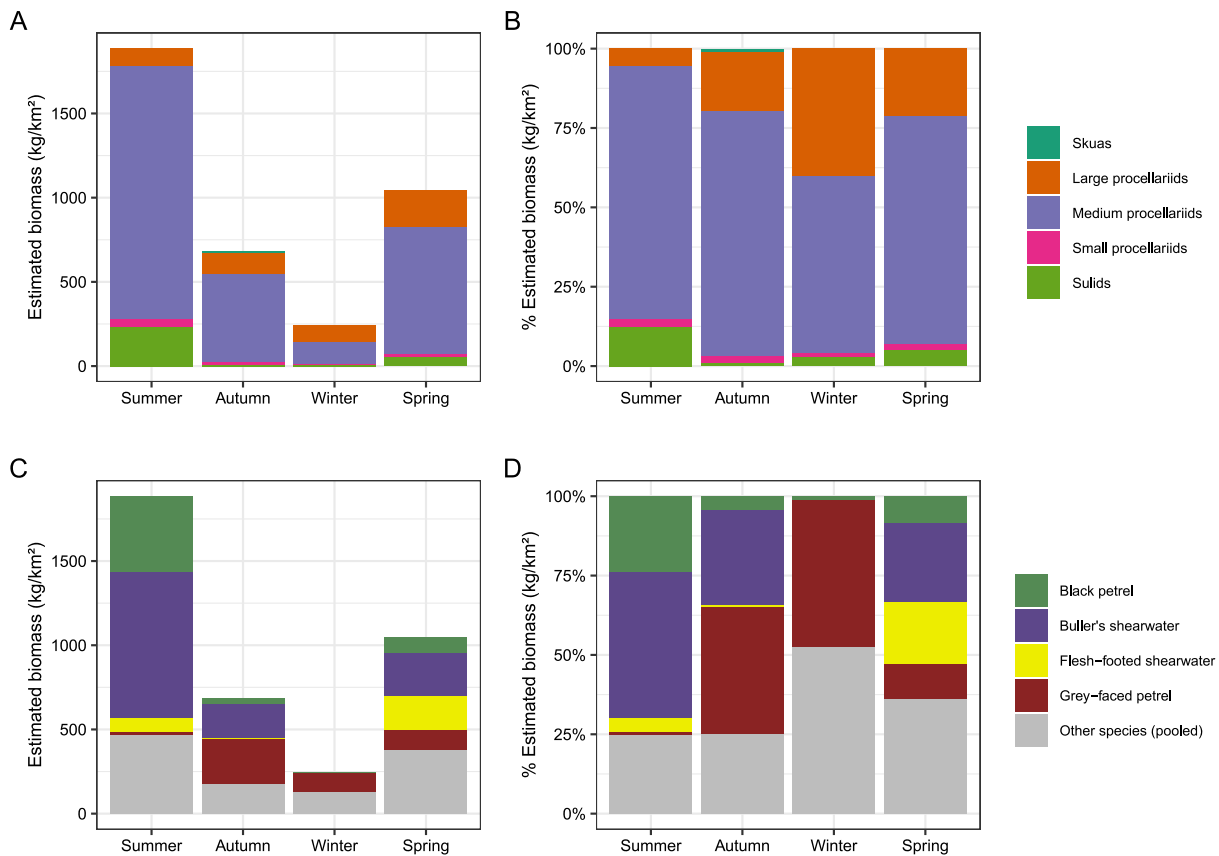 A
Estimated biomass (kg/km²)
1500
1000
500
0
Summer Autumn Winter Spring
B
% Estimated biomass (kg/km²)
100%
75%
50%
25%
0%
Summer Autumn Winter Spring
Skuas
Large procellariids
Medium procellariids
Small procellariids
Sulids
C
Estimated biomass (kg/km²)
1500
1000
500
0
Summer Autumn Winter Spring
D
% Estimated biomass (kg/km²)
100%
75%
50%
25%
0%
Summer Autumn Winter Spring
Black petrel
Buller's shearwater
Flesh−footed shearwater
Grey−faced petrel
Other species (pooled)